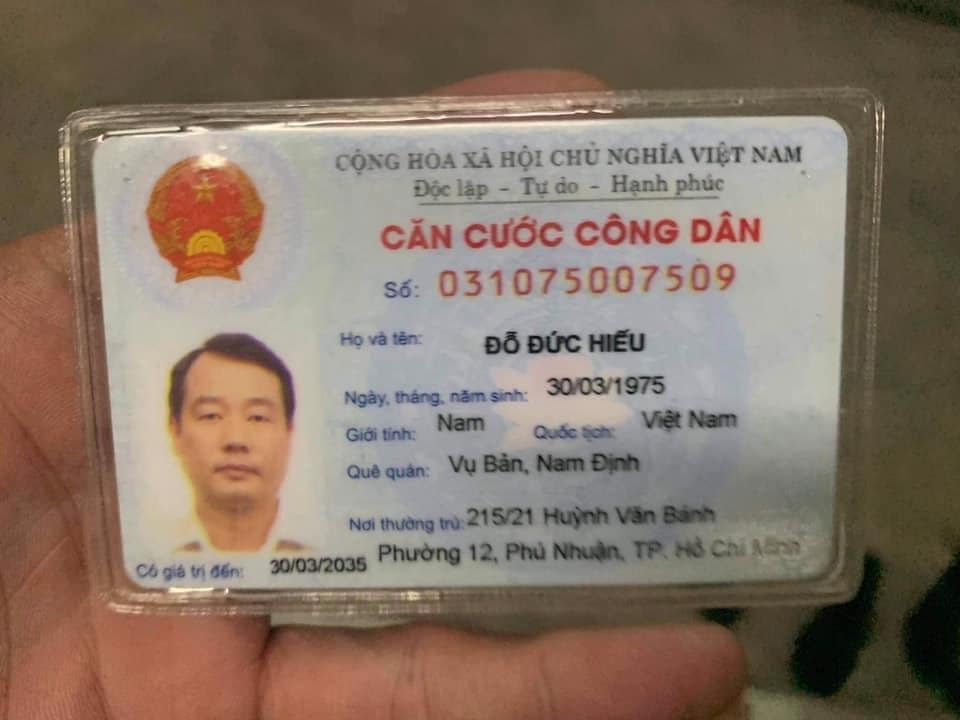 CỘNG HÒA XÃ HỘI CHỦ NGHĨA VIỆT NAM
Độc lập - Tự do - Hạnh phúc
CĂN CƯỚC CÔNG DÂN
Số: 031075007509
Họ và tên: ĐỖ ĐỨC HIẾU
Ngày, tháng, năm sinh: 30/03/1975
Giới tính: Nam Quốc tịch: Việt Nam
Quê quán: Vụ Bản, Nam Định
Nơi thường trú: 215/21 Huỳnh Văn Bánh
Phường 12, Phú Nhuận, TP. Hồ Chí Minh
Có giá trị đến: 30/03/2035